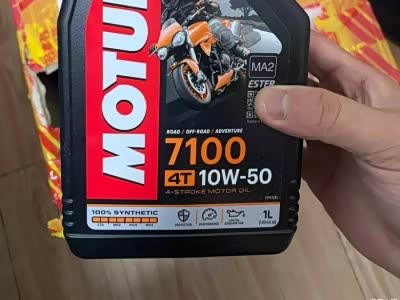 MOTUL
MA2
ESTER
ROAD / OFF-ROAD / ADVENTURE
7100
4T 10W-50
4-STROKE MOTOR OIL
100% SYNTHETIC
1L